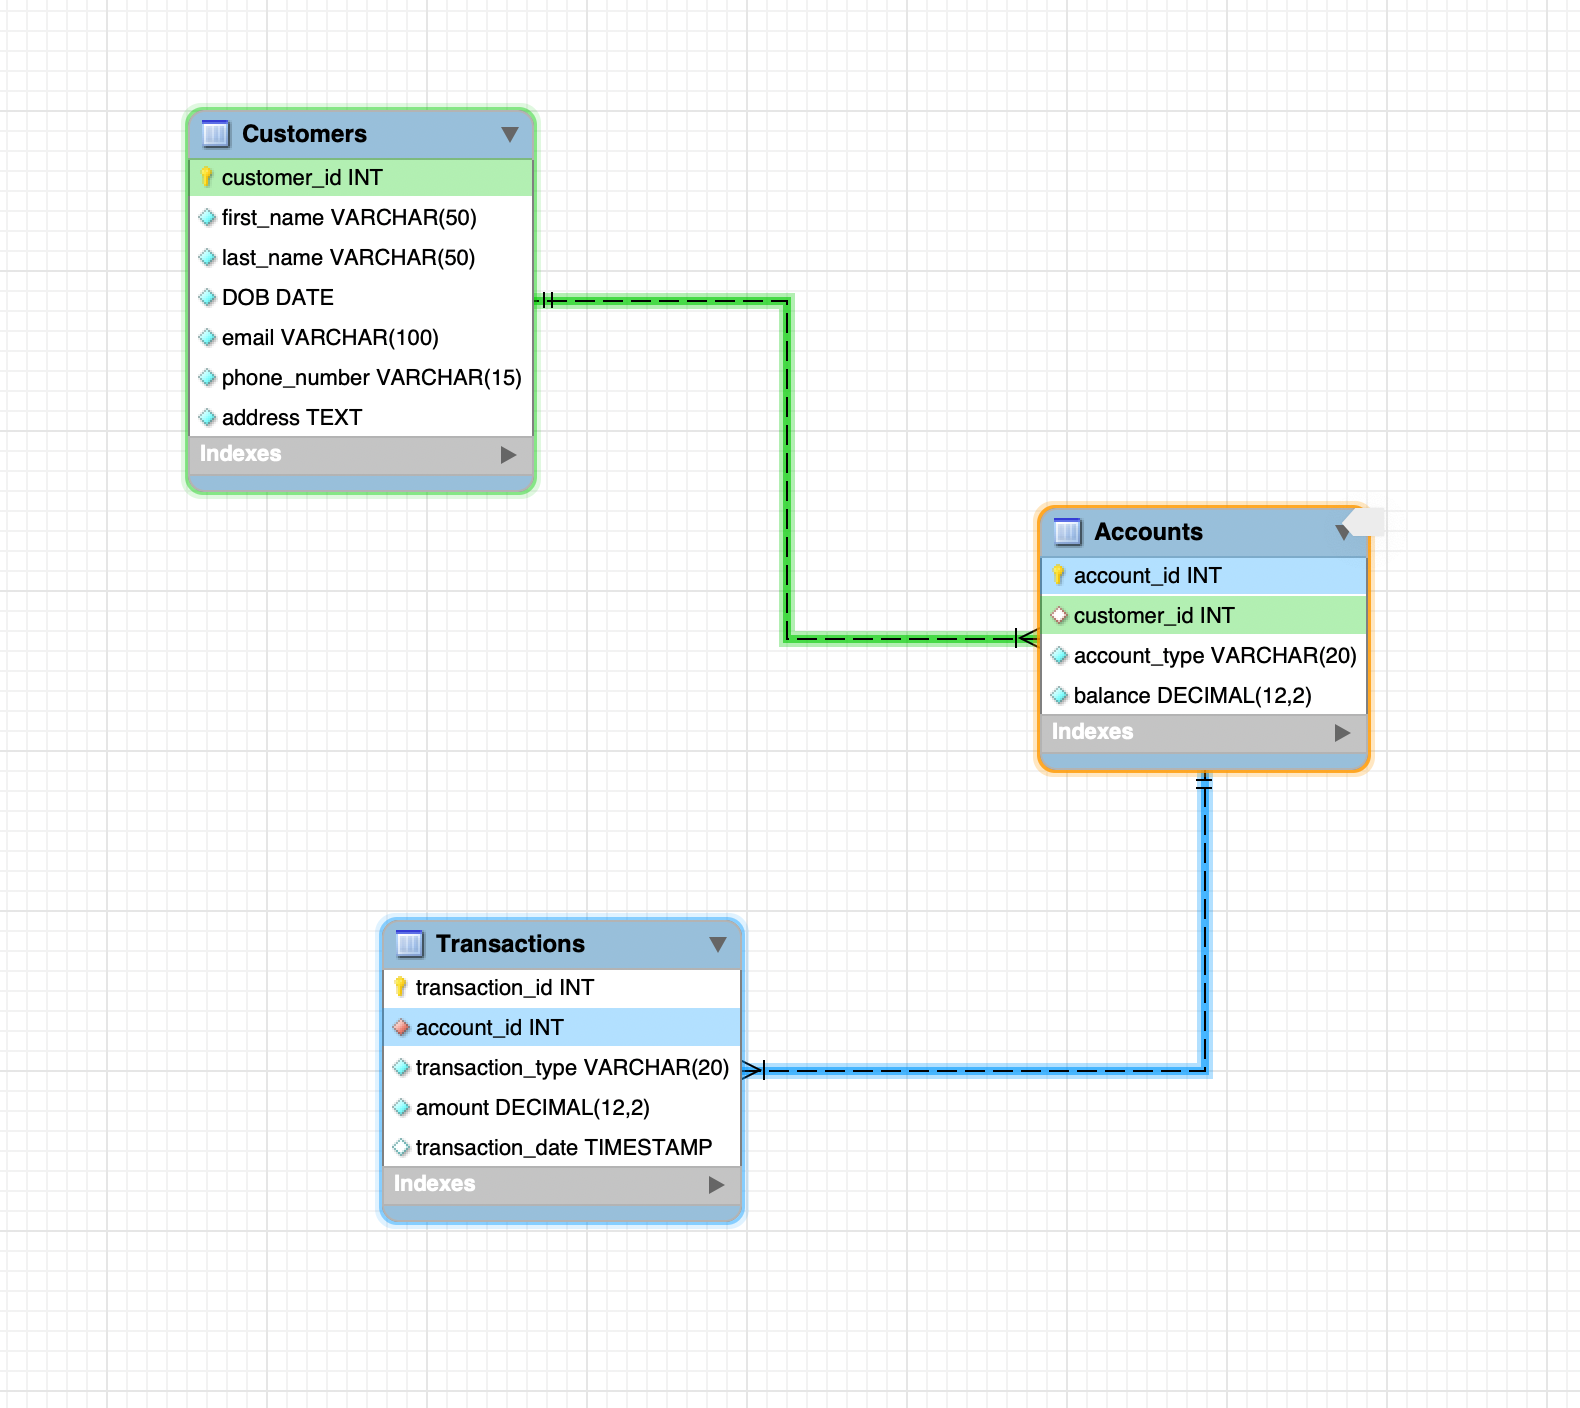 Customers
customer_id INT
first_name VARCHAR(50)
last_name VARCHAR(50)
DOB DATE
email VARCHAR(100)
phone_number VARCHAR(15)
address TEXT
Indexes
Accounts
account_id INT
customer_id INT
account_type VARCHAR(20)
balance DECIMAL(12,2)
Indexes
Transactions
transaction_id INT
account_id INT
transaction_type VARCHAR(20)
amount DECIMAL(12,2)
transaction_date TIMESTAMP
Indexes